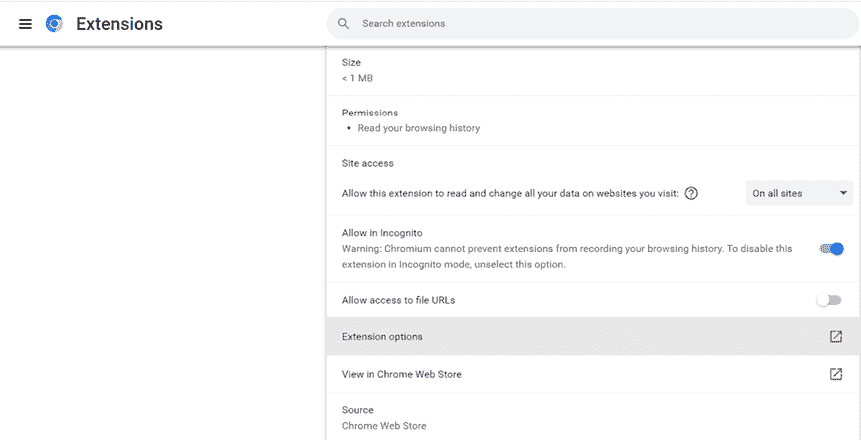 Extensions
Search extensions
Size
< 1 MB
Permissions
• Read your browsing history
Site access
Allow this extension to read and change all your data on websites you visit:
On all sites
Allow in Incognito
Warning: Chromium cannot prevent extensions from recording your browsing history. To disable this
extension in Incognito mode, unselect this option.
Allow access to file URLs
Extension options
View in Chrome Web Store
Source
Chrome Web Store